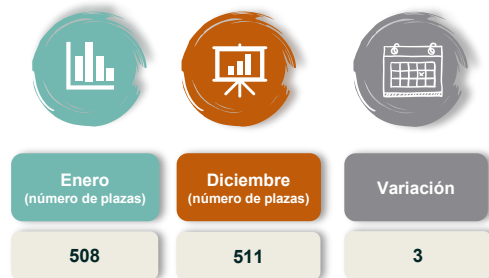 Enero
(número de plazas)
Diciembre
(número de plazas)
Variación
508
511
3